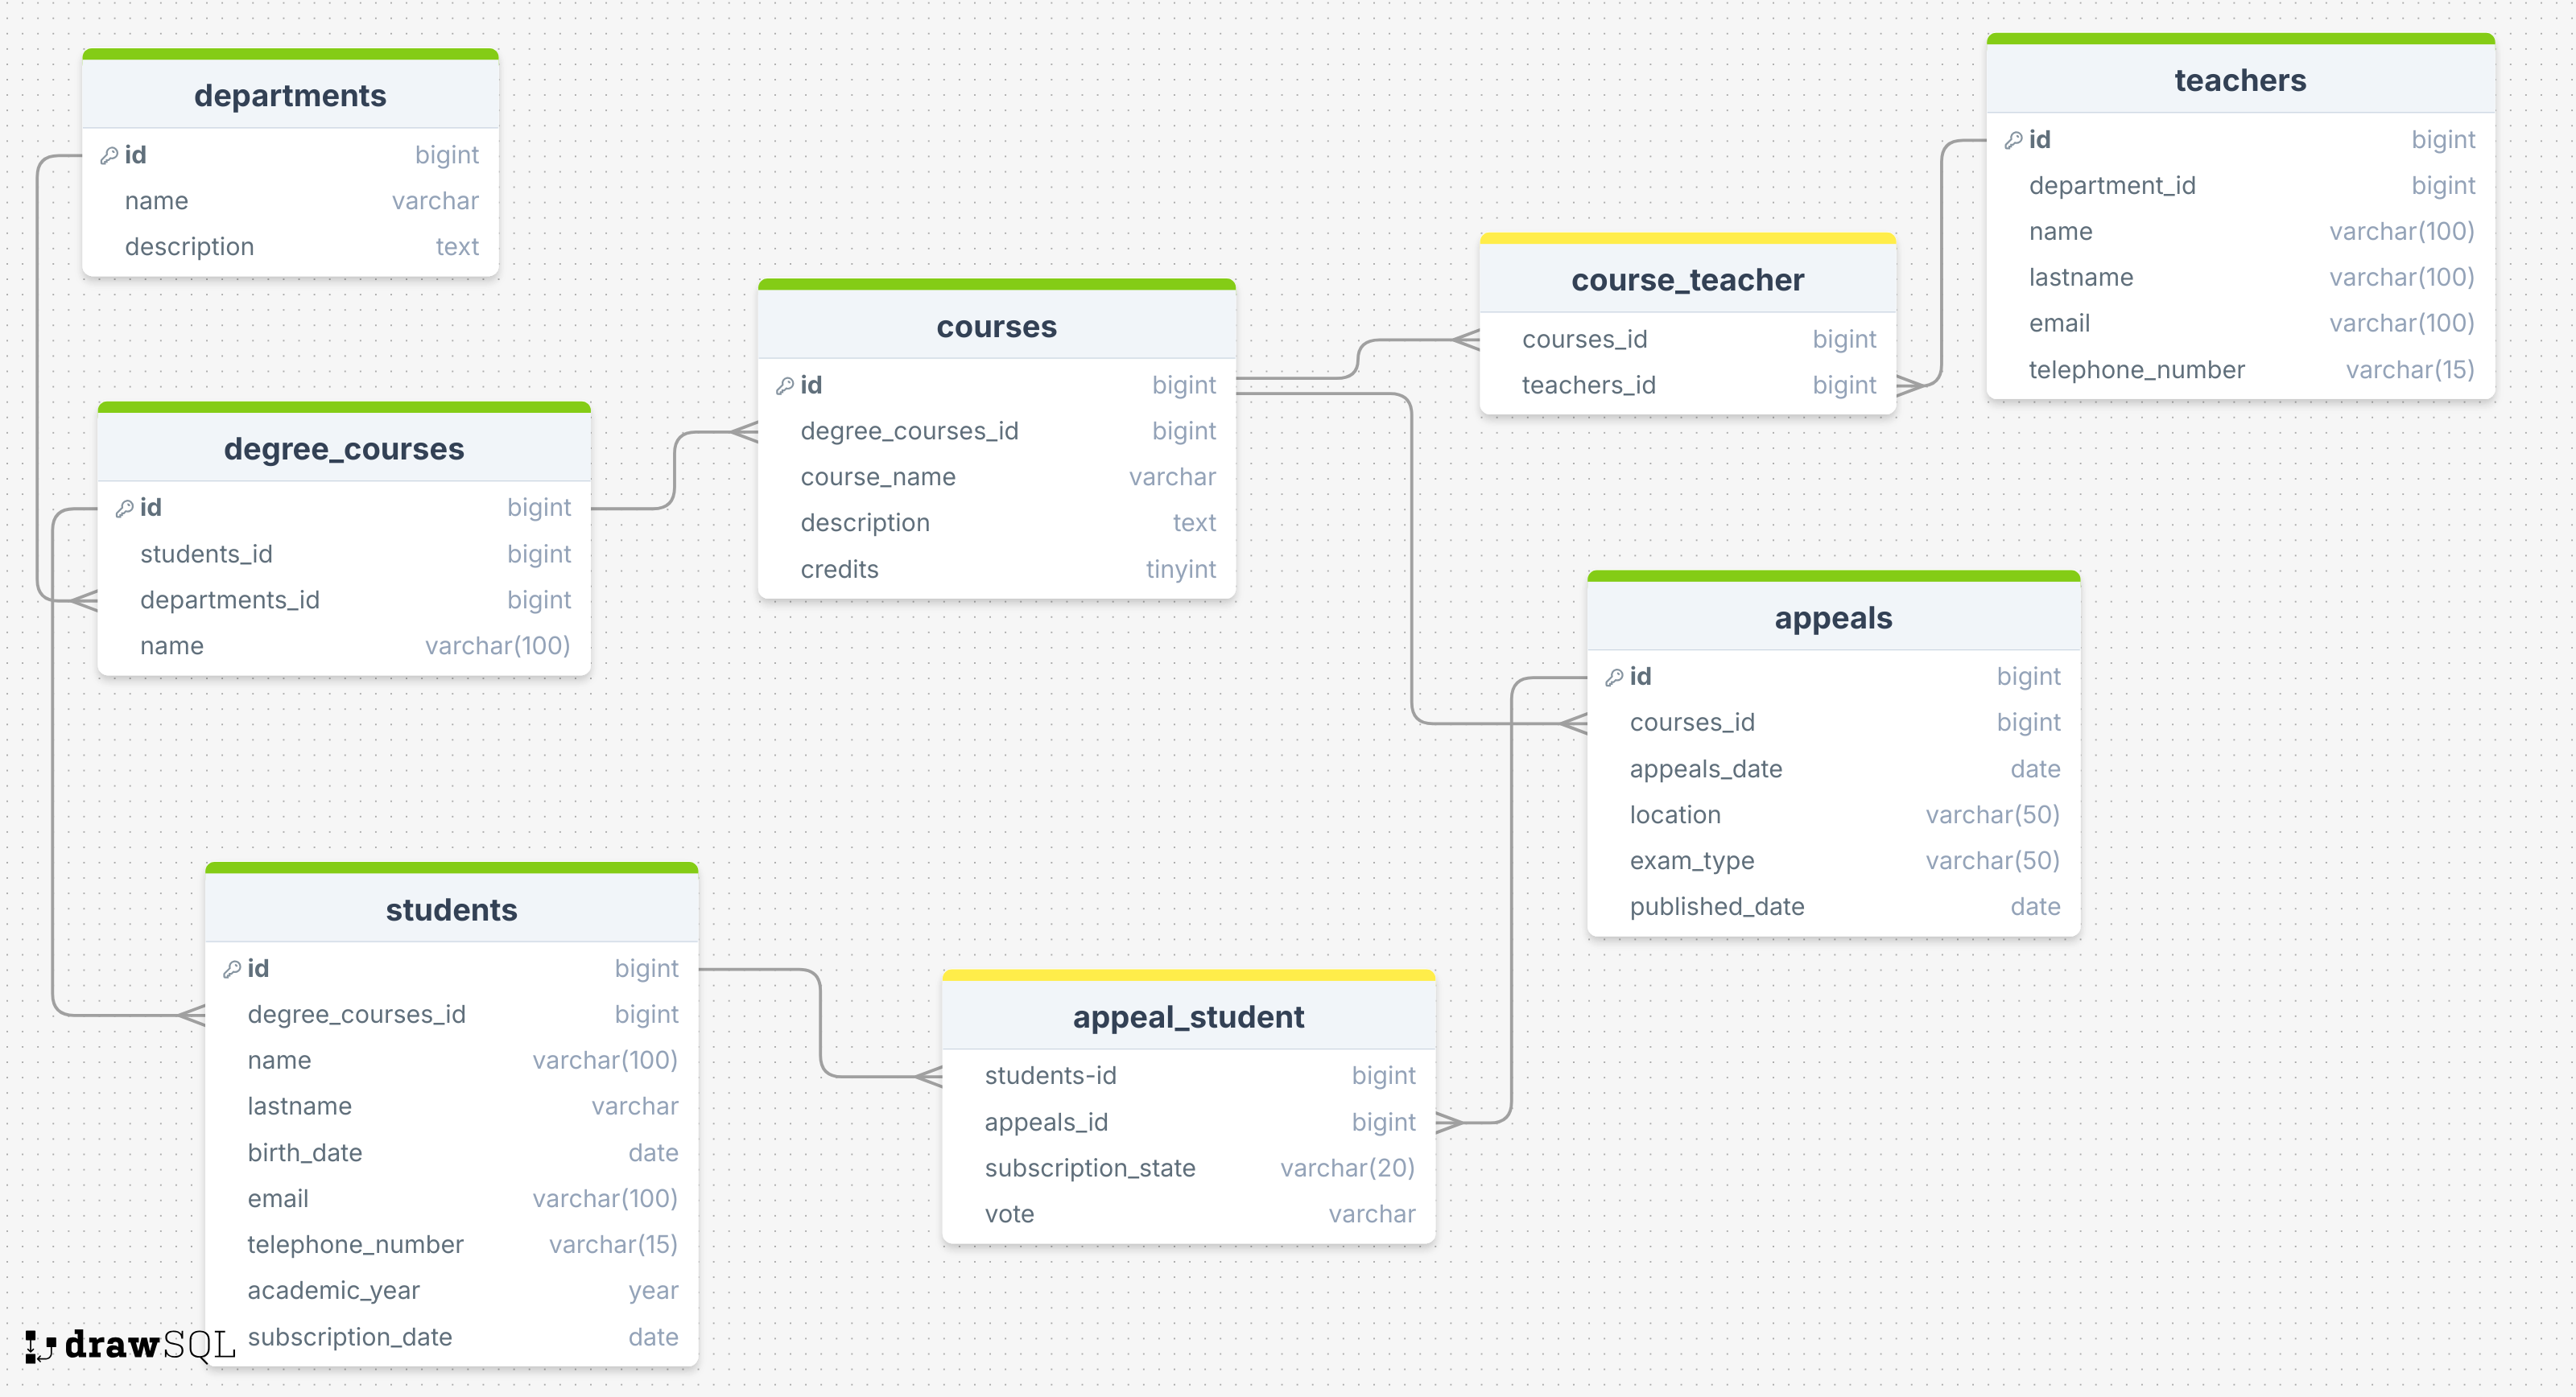 departments
id bigint
name varchar
description text
degree_courses
id bigint
students_id bigint
departments_id bigint
name varchar(100)
students
id bigint
degree_courses_id bigint
name varchar(100)
lastname varchar
birth_date date
email varchar(100)
telephone_number varchar(15)
academic_year year
subscription_date date
courses
id bigint
degree_courses_id bigint
course_name varchar
description text
credits tinyint
appeal_student
students-id bigint
appeals_id bigint
subscription_state varchar(20)
vote varchar
course_teacher
courses_id bigint
teachers_id bigint
appeals
id bigint
courses_id bigint
appeals_date date
location varchar(50)
exam_type varchar(50)
published_date date
teachers
id bigint
department_id bigint
name varchar(100)
lastname varchar(100)
email varchar(100)
telephone_number varchar(15)
drawSQL